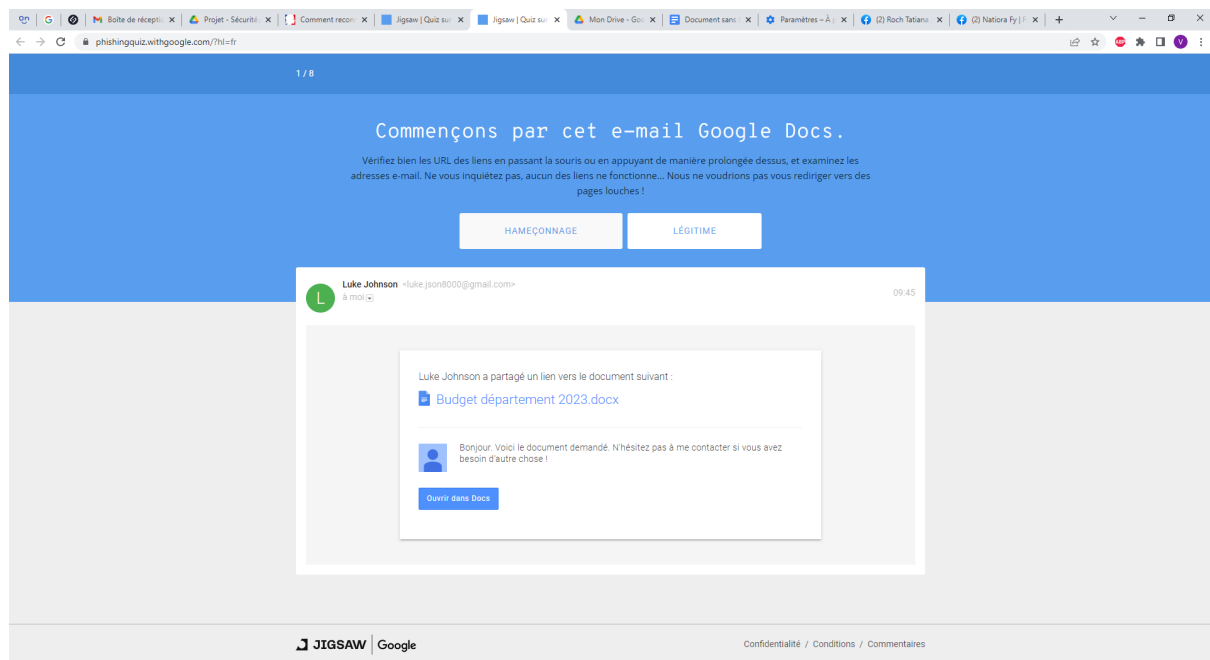 Boîte de réceptic
Projet - Sécurité
Comment recon
Jigsaw | Quiz sur
Jigsaw | Quiz sur
Mon Drive - Goo
Document sans
Paramètres – À p
(2) Roch Tatiana
(2) Natiora Fy | F
phishingquiz.withgoogle.com/?hl=fr
ABP
V
1 / 8
Commençons par cet e-mail Google Docs.
Vérifiez bien les URL des liens en passant la souris ou en appuyant de manière prolongée dessus, et examinez les
adresses e-mail. Ne vous inquiétez pas, aucun des liens ne fonctionne... Nous ne voudrions pas vous rediriger vers des
pages louches !
HAMEÇONNAGE
LÉGITIME
L
Luke Johnson <luke.json8000@gmail.com>
à moi
09:45
Luke Johnson a partagé un lien vers le document suivant :
Budget département 2023.docx
Bonjour. Voici le document demandé. N'hésitez pas à me contacter si vous avez
besoin d'autre chose !
Ouvrir dans Docs
JIGSAW | Google
Confidentialité / Conditions / Commentaires